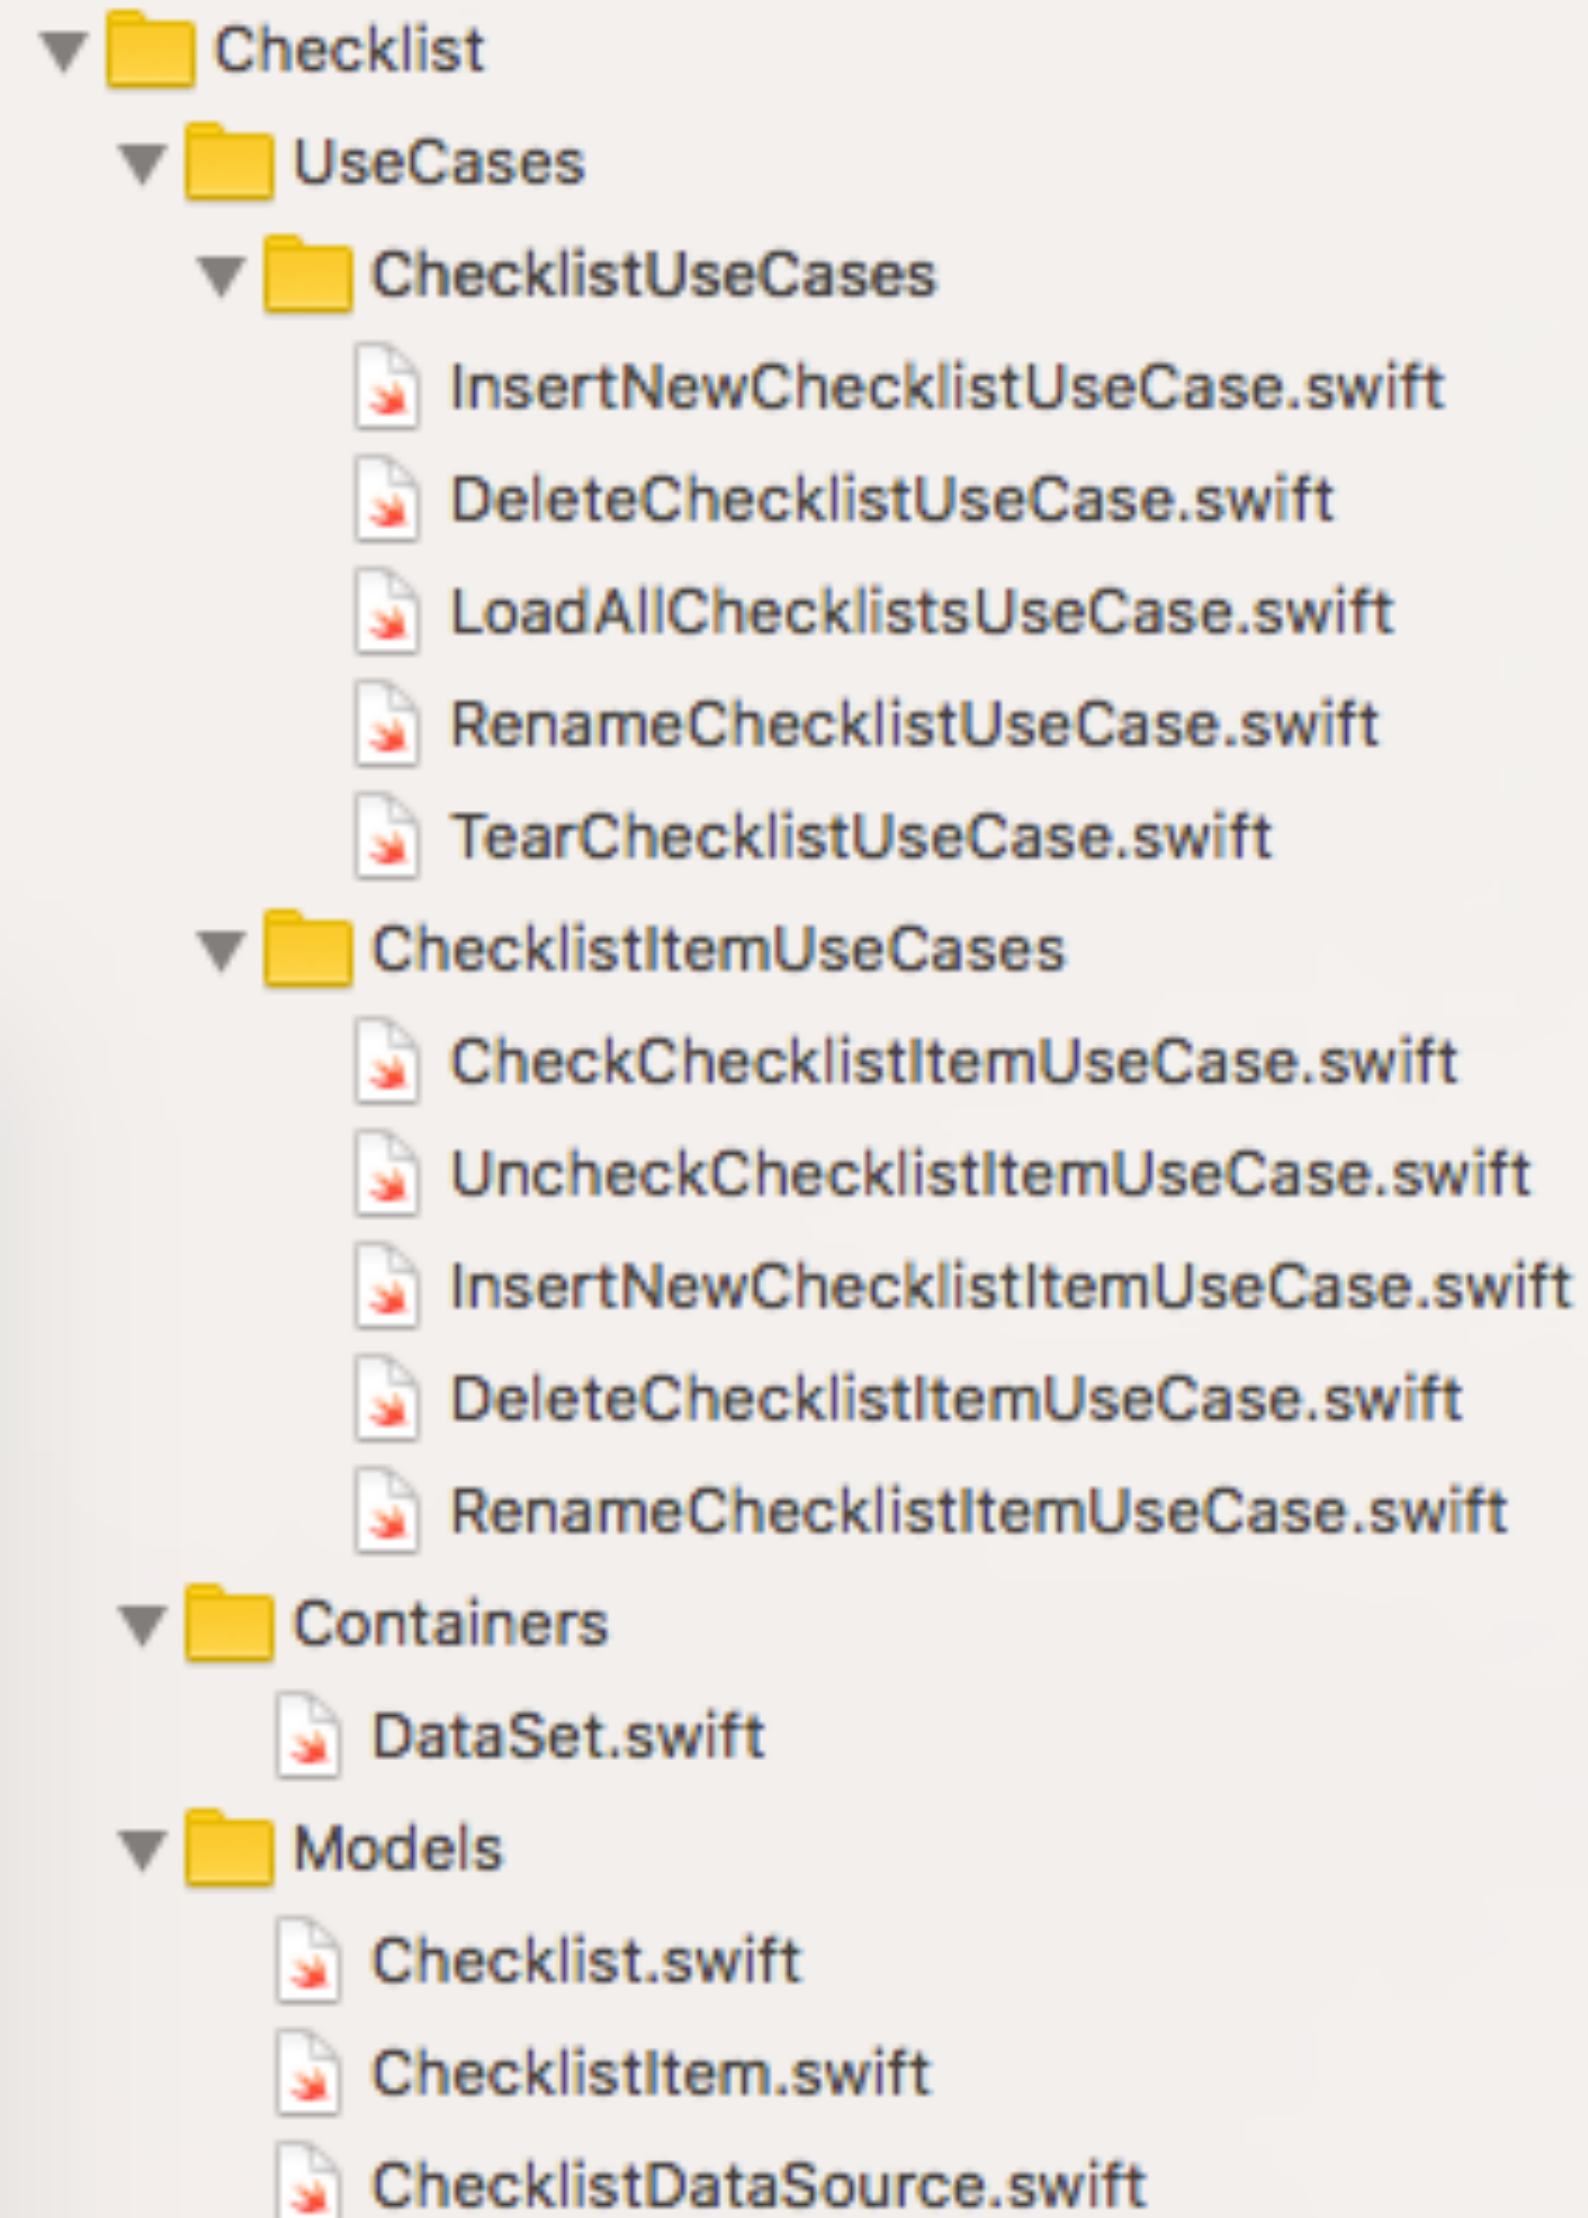 Checklist
UseCases
ChecklistUseCases
InsertNewChecklistUseCase.swift
DeleteChecklistUseCase.swift
LoadAllChecklistsUseCase.swift
RenameChecklistUseCase.swift
TearChecklistUseCase.swift
ChecklistItemUseCases
CheckChecklistItemUseCase.swift
UncheckChecklistItemUseCase.swift
InsertNewChecklistItemUseCase.swift
DeleteChecklistItemUseCase.swift
RenameChecklistItemUseCase.swift
Containers
DataSet.swift
Models
Checklist.swift
ChecklistItem.swift
ChecklistDataSource.swift